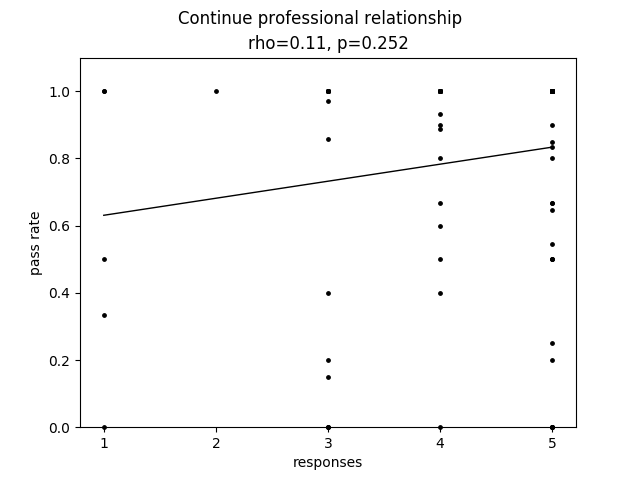 Continue professional relationship
rho=0.11, p=0.252
1.0
0.8
0.6
0.4
0.2
0.0
pass rate
1 2 3 4 5
responses